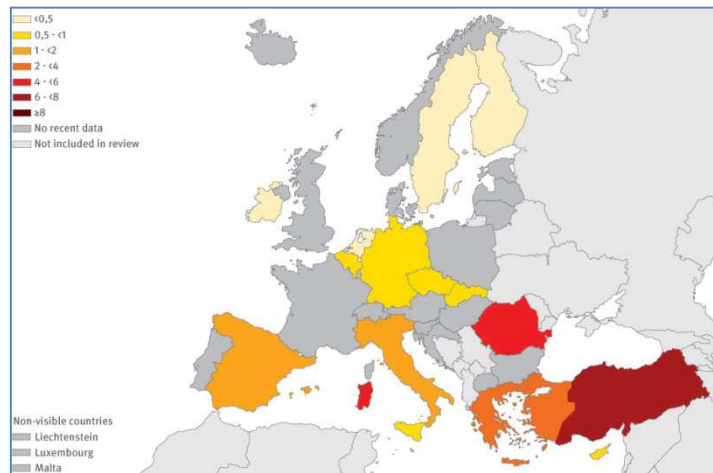 <0,5
0,5 - <1
1 - <2
2 - <4
4 - <6
6 - <8
≥8
No recent data
Not included in review
Non-visible countries
Liechtenstein
Luxembourg
Malta